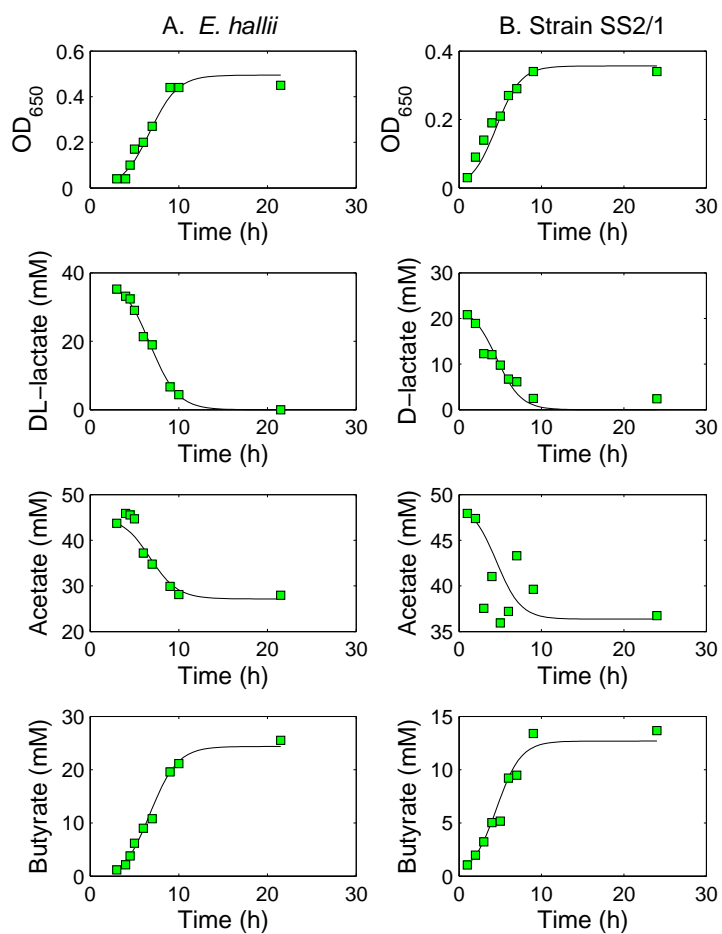 A. E. hallii
B. Strain SS2/1
OD650
0.6
0.4
0.2
0
0 10 20 30
Time (h)
OD650
0.4
0.2
0
0 10 20 30
Time (h)
DL–lactate (mM)
40
20
0
0 10 20 30
Time (h)
D–lactate (mM)
30
20
10
0
0 10 20 30
Time (h)
Acetate (mM)
50
40
30
20
0 10 20 30
Time (h)
Acetate (mM)
50
45
40
35
0 10 20 30
Time (h)
Butyrate (mM)
30
20
10
0
0 10 20 30
Time (h)
Butyrate (mM)
15
10
5
0
0 10 20 30
Time (h)